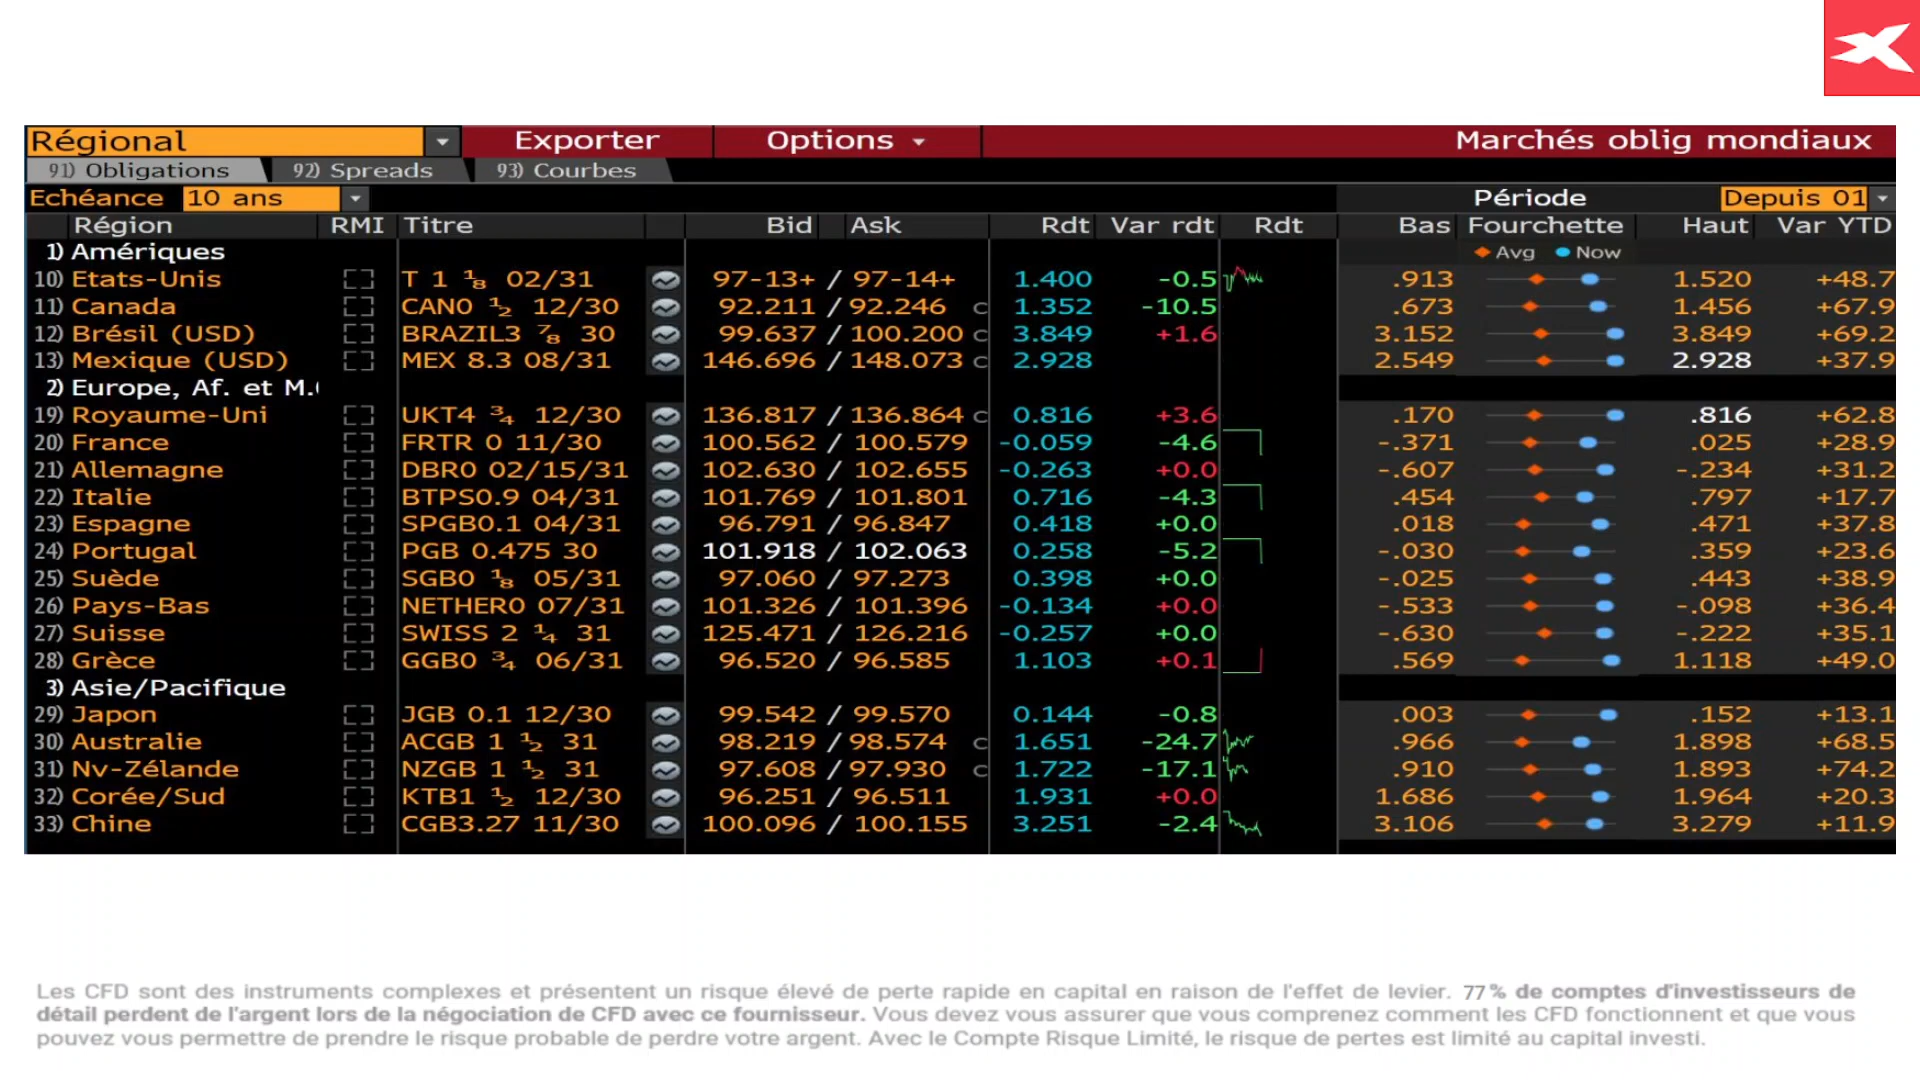 Régional Exporter Options Marchés oblig mondiaux
91) Obligations 92) Spreads 93) Courbes
Echéance 10 ans Période Depuis 01
Région RMI Titre Bid Ask Rdt Var rdt Rdt Bas Fourchette Haut Var YTD
1) Amériques Avg Now
10) Etats-Unis T 1 ⅛ 02/31 97-13+ / 97-14+ 1.400 -0.5 .913 1.520 +48.7
11) Canada CAN0 ½ 12/30 92.211 / 92.246 c 1.352 -10.5 .673 1.456 +67.9
12) Brésil (USD) BRAZIL3 ⅞ 30 99.637 / 100.200 c 3.849 +1.6 3.152 3.849 +69.2
13) Mexique (USD) MEX 8.3 08/31 146.696 / 148.073 c 2.928 2.549 2.928 +37.9
2) Europe, Af. et M.(
19) Royaume-Uni UKT4 ¾ 12/30 136.817 / 136.864 c 0.816 +3.6 .170 .816 +62.8
20) France FRTR 0 11/30 100.562 / 100.579 -0.059 -4.6 -.371 .025 +28.9
21) Allemagne DBR0 02/15/31 102.630 / 102.655 -0.263 +0.0 -.607 -.234 +31.2
22) Italie BTPS0.9 04/31 101.769 / 101.801 0.716 -4.3 .454 .797 +17.7
23) Espagne SPGB0.1 04/31 96.791 / 96.847 0.418 +0.0 .018 .471 +37.8
24) Portugal PGB 0.475 30 101.918 / 102.063 0.258 -5.2 -.030 .359 +23.6
25) Suède SGB0 ⅛ 05/31 97.060 / 97.273 0.398 +0.0 -.025 .443 +38.9
26) Pays-Bas NETHER0 07/31 101.326 / 101.396 -0.134 +0.0 -.533 -.098 +36.4
27) Suisse SWISS 2 ¼ 31 125.471 / 126.216 -0.257 +0.0 -.630 -.222 +35.1
28) Grèce GGB0 ¾ 06/31 96.520 / 96.585 1.103 +0.1 .569 1.118 +49.0
3) Asie/Pacifique
29) Japon JGB 0.1 12/30 99.542 / 99.570 0.144 -0.8 .003 .152 +13.1
30) Australie ACGB 1 ½ 31 98.219 / 98.574 c 1.651 -24.7 .966 1.898 +68.5
31) Nv-Zélande NZGB 1 ½ 31 97.608 / 97.930 c 1.722 -17.1 .910 1.893 +74.2
32) Corée/Sud KTB1 ½ 12/30 96.251 / 96.511 1.931 +0.0 1.686 1.964 +20.3
33) Chine CGB3.27 11/30 100.096 / 100.155 3.251 -2.4 3.106 3.279 +11.9
Les CFD sont des instruments complexes et présentent un risque élevé de perte rapide en capital en raison de l'effet de levier. 77% de comptes d'investisseurs de
détail perdent de l'argent lors de la négociation de CFD avec ce fournisseur. Vous devez vous assurer que vous comprenez comment les CFD fonctionnent et que vous
pouvez vous permettre de prendre le risque probable de perdre votre argent. Avec le Compte Risque Limité, le risque de pertes est limité au capital investi.